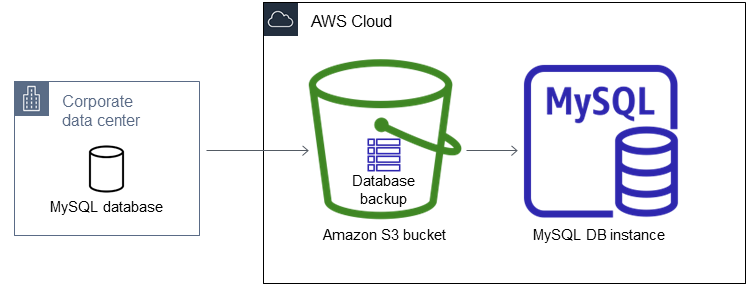 AWS Cloud
Corporate
data center
MySQL database
Database
backup
Amazon S3 bucket
MySQL
MySQL DB instance